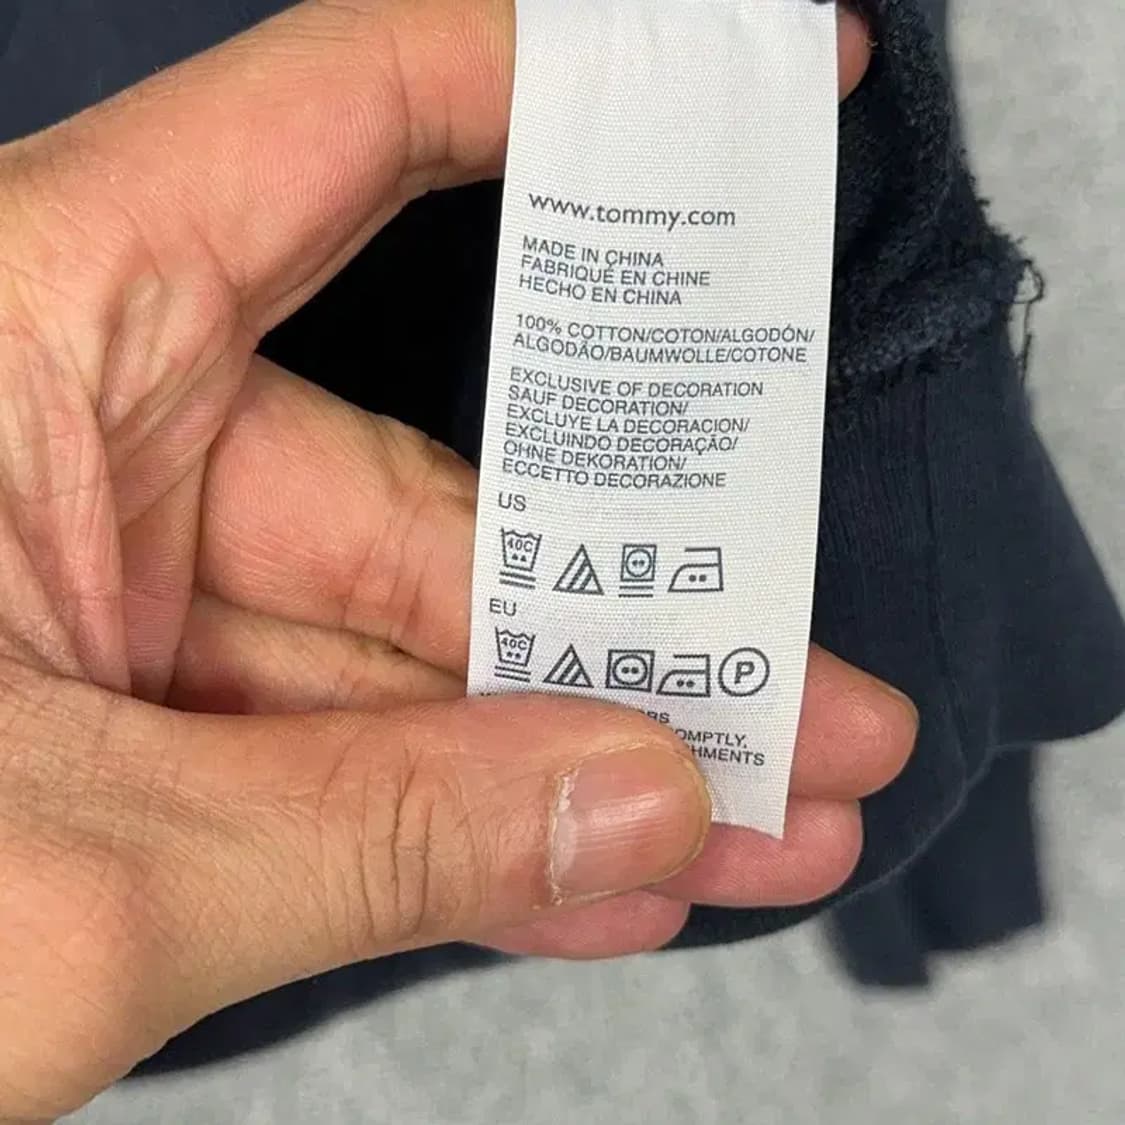 www.tommy.com
MADE IN CHINA
FABRIQUÉ EN CHINE
HECHO EN CHINA
100% COTTON/COTON/ALGODÓN/
ALGODÃO/BAUMWOLLE/COTONE
EXCLUSIVE OF DECORATION
SAUF DECORATION/
EXCLUYE LA DECORACION/
EXCLUINDO DECORAÇÃO/
OHNE DEKORATION/
ECCETTO DECORAZIONE
US
40C
EU
40C P